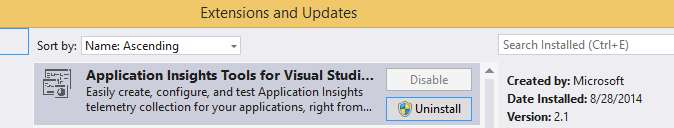 Extensions and Updates
Sort by: Name: Ascending
Search Installed (Ctrl+E)
Application Insights Tools for Visual Studi...
Disable
Easily create, configure, and test Application Insights
telemetry collection for your applications, right from...
Uninstall
Created by: Microsoft
Date Installed: 8/28/2014
Version: 2.1